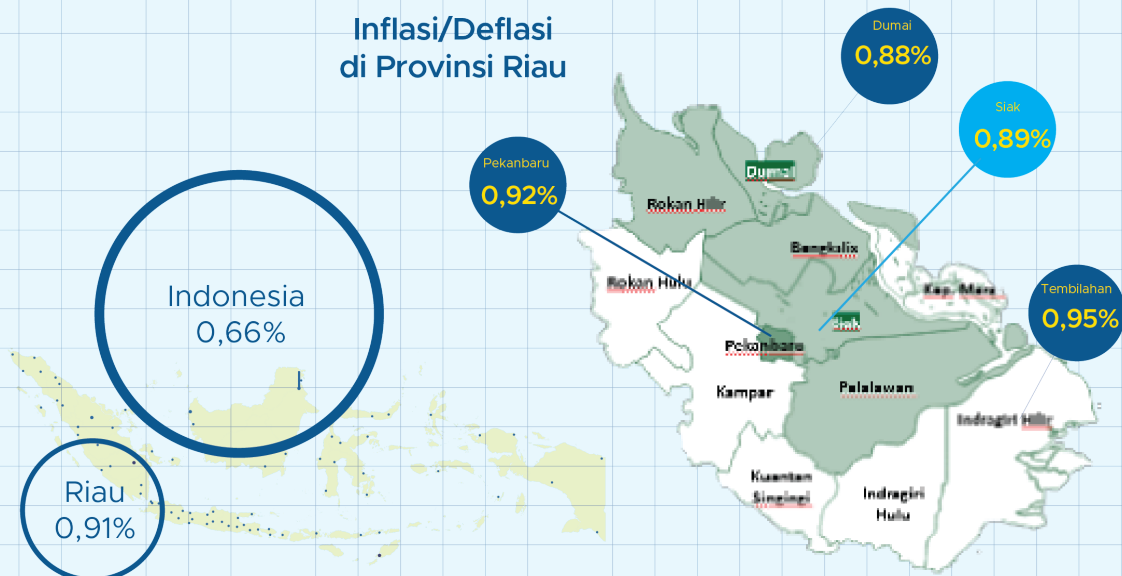 Inflasi/Deflasi
di Provinsi Riau
Dumai
0,88%
Siak
0,89%
Pekanbaru
0,92%
Tembilahan
0,95%
Indonesia
0,66%
Riau
0,91%
Dumai
Rokan Hilir
Bengkalis
Rokan Hulu
Kep. Mera
Siak
Pekanbaru
Kampar
Pelalawan
Indragiri Hilir
Kuantan
Singingi
Indragiri
Hulu